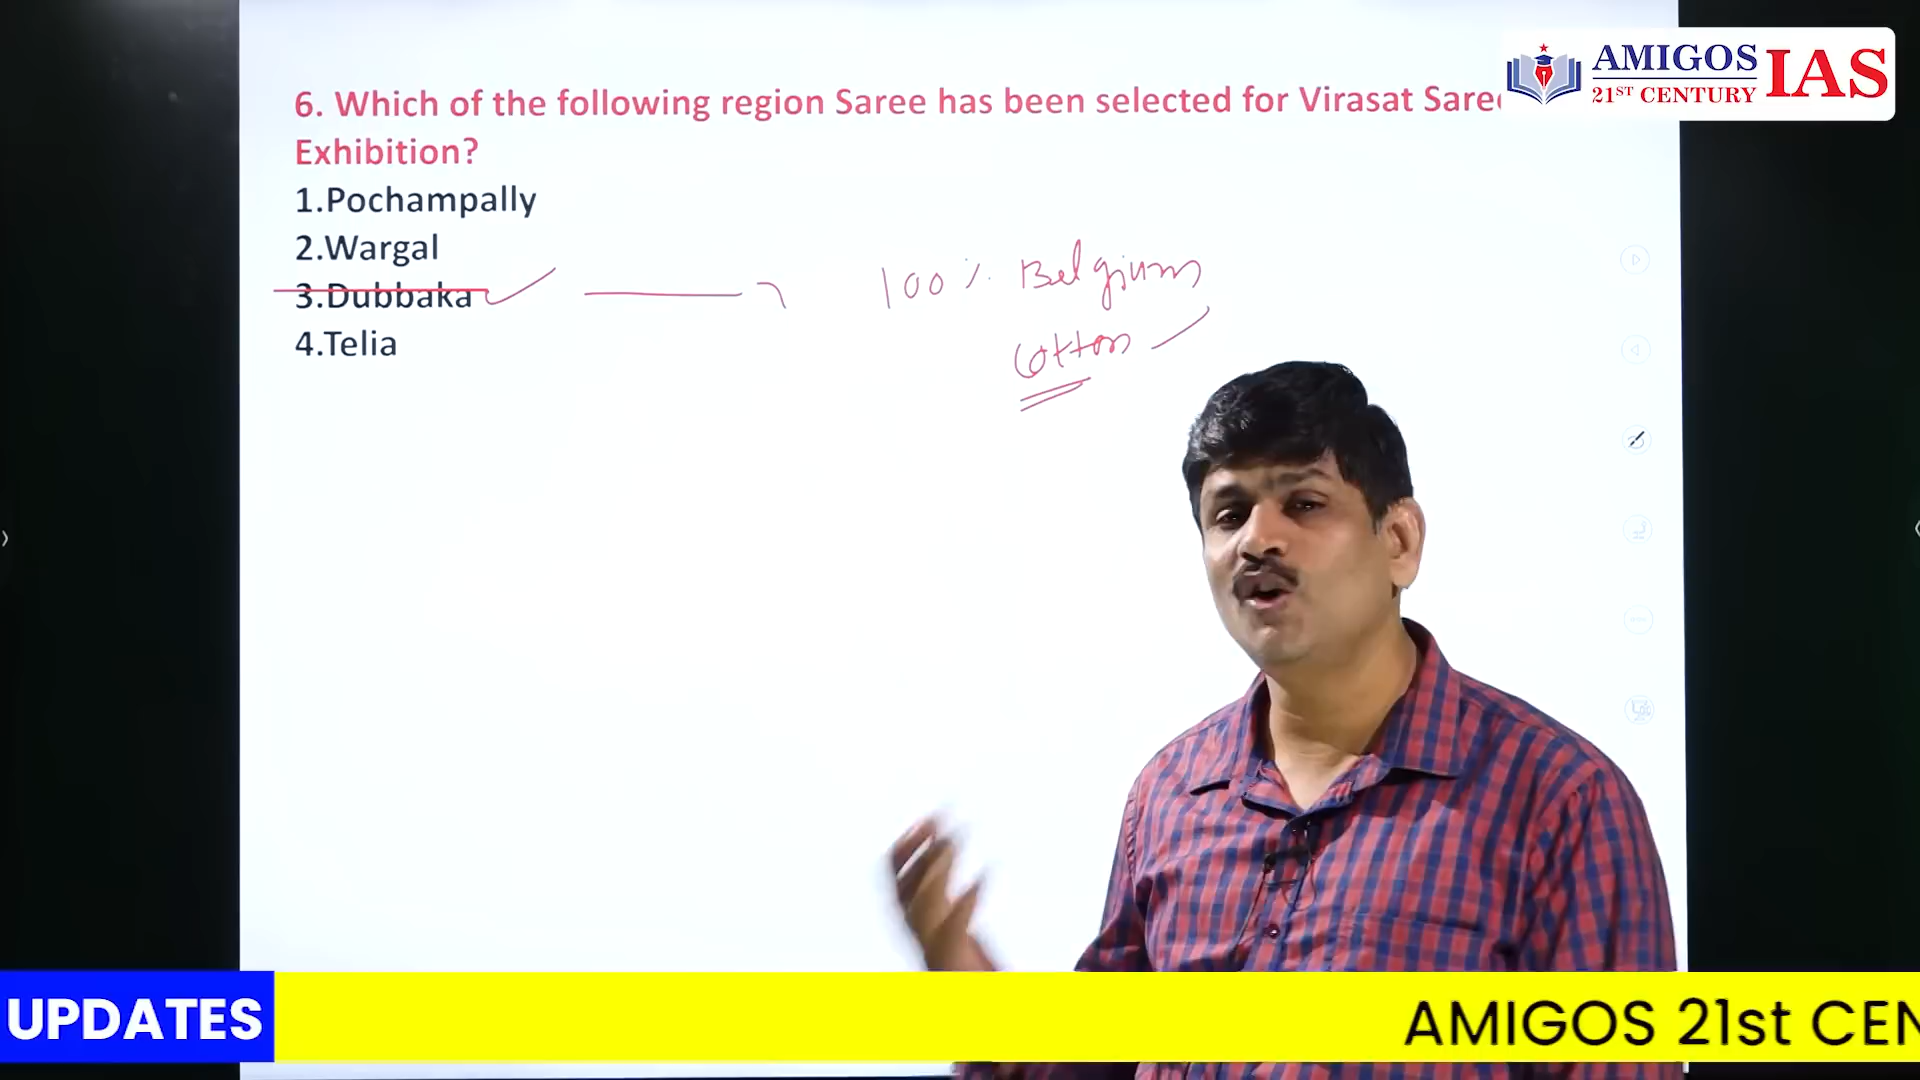 AMIGOS
21ST CENTURY
IAS
6. Which of the following region Saree has been selected for Virasat Saree
Exhibition?
1.Pochampally
2.Wargal
3.Dubbaka
100% Belgium
Cotton
4.Telia
UPDATES
AMIGOS 21st CEN